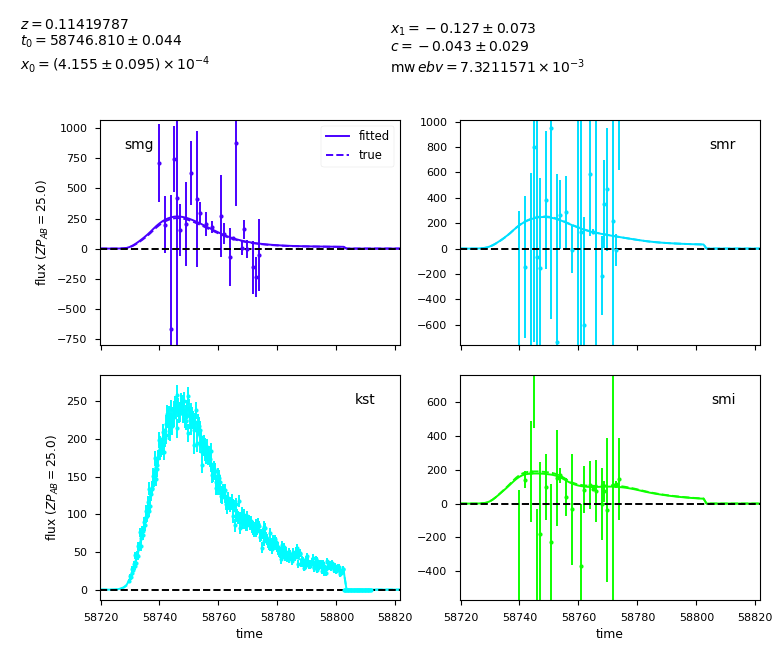 z = 0.11419787
t₀ = 58746.810 ± 0.044
x₀ = (4.155 ± 0.095) × 10⁻⁴
x₁ = −0.127 ± 0.073
c = −0.043 ± 0.029
mw ebv = 7.3211571 × 10⁻³
1000
750
500
250
0
−250
−500
−750
flux (ZP_AB = 25.0)
smg
fitted
true
1000
800
600
400
200
0
−200
−400
−600
smr
250
200
150
100
50
0
flux (ZP_AB = 25.0)
kst
58720
58740
58760
58780
58800
58820
time
600
400
200
0
−200
−400
smi
58720
58740
58760
58780
58800
58820
time